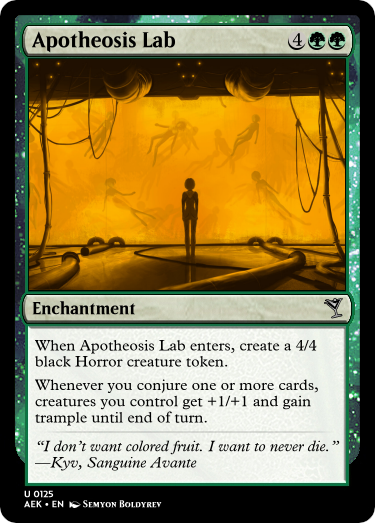 Apotheosis Lab 4
Enchantment
When Apotheosis Lab enters, create a 4/4
black Horror creature token.
Whenever you conjure one or more cards,
creatures you control get +1/+1 and gain
trample until end of turn.
“I don’t want colored fruit. I want to never die.”
—Kyv, Sanguine Avante
U 0125
AEK • EN Semyon Boldyrev